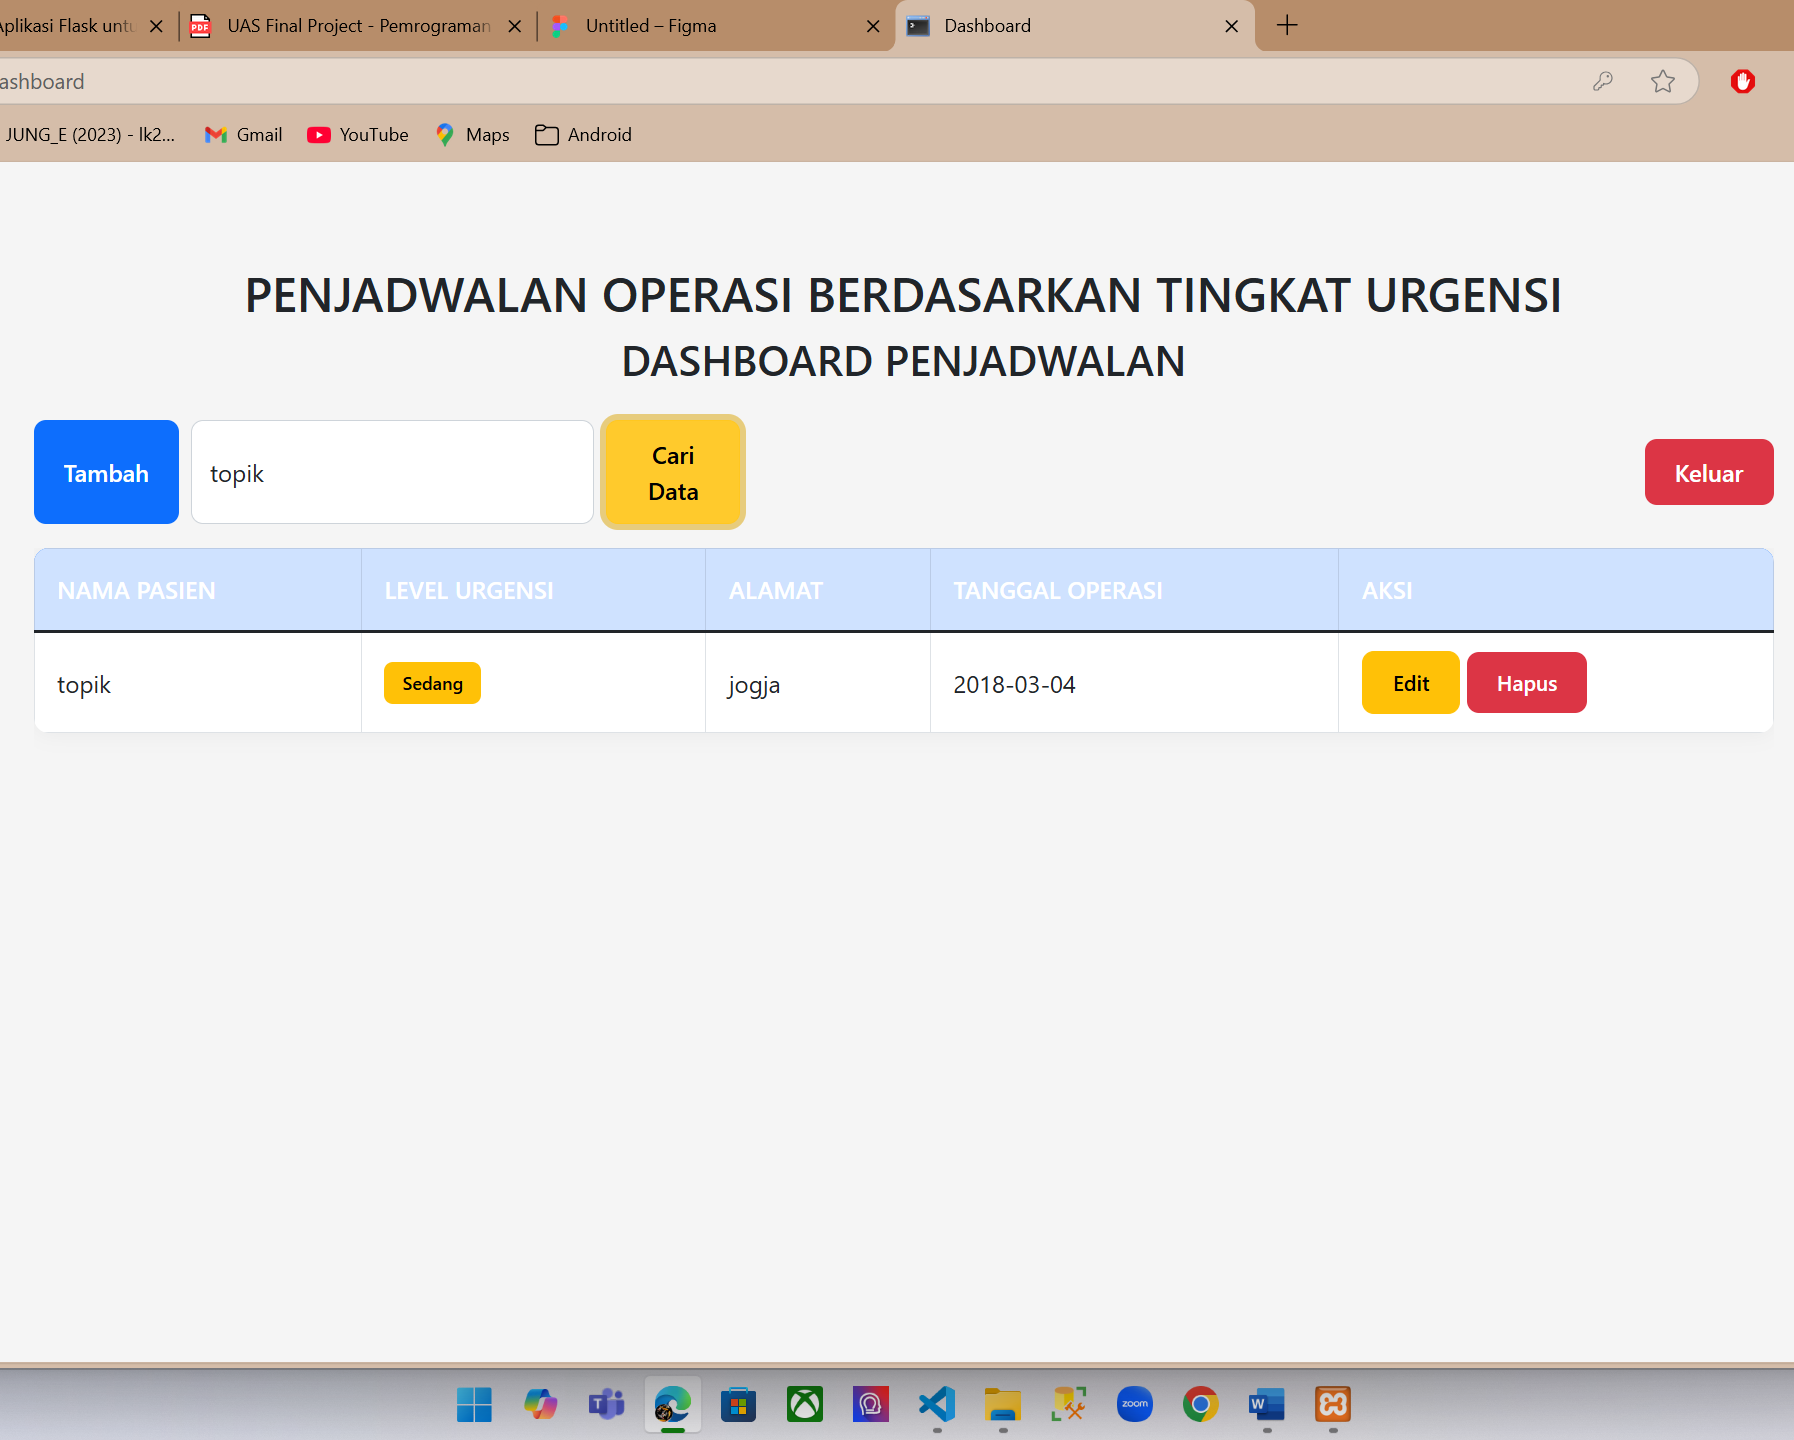 plikasi Flask untu
UAS Final Project - Pemrograman
Untitled – Figma
Dashboard
ashboard
JUNG_E (2023) - lk2...
Gmail
YouTube
Maps
Android
PENJADWALAN OPERASI BERDASARKAN TINGKAT URGENSI
DASHBOARD PENJADWALAN
Tambah
topik
Cari
Data
Keluar
NAMA PASIEN LEVEL URGENSI ALAMAT TANGGAL OPERASI AKSI
topik Sedang jogja 2018-03-04 Edit Hapus
zoom